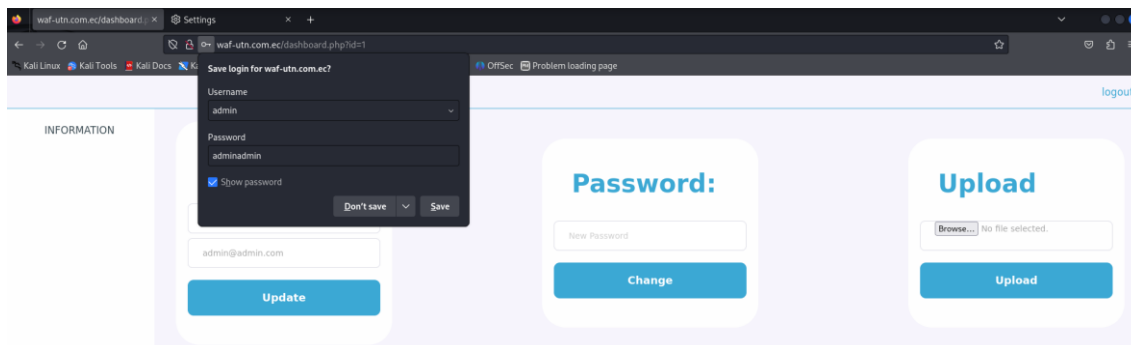 waf-utn.com.ec/dashboard.p
Settings
waf-utn.com.ec/dashboard.php?id=1
Kali Linux Kali Tools Kali Docs OffSec Problem loading page
Save login for waf-utn.com.ec?
Username
admin
Password
adminadmin
Show password
Don't save
Save
logout
INFORMATION
admin@admin.com
Update
Password:
New Password
Change
Upload
Browse... No file selected.
Upload